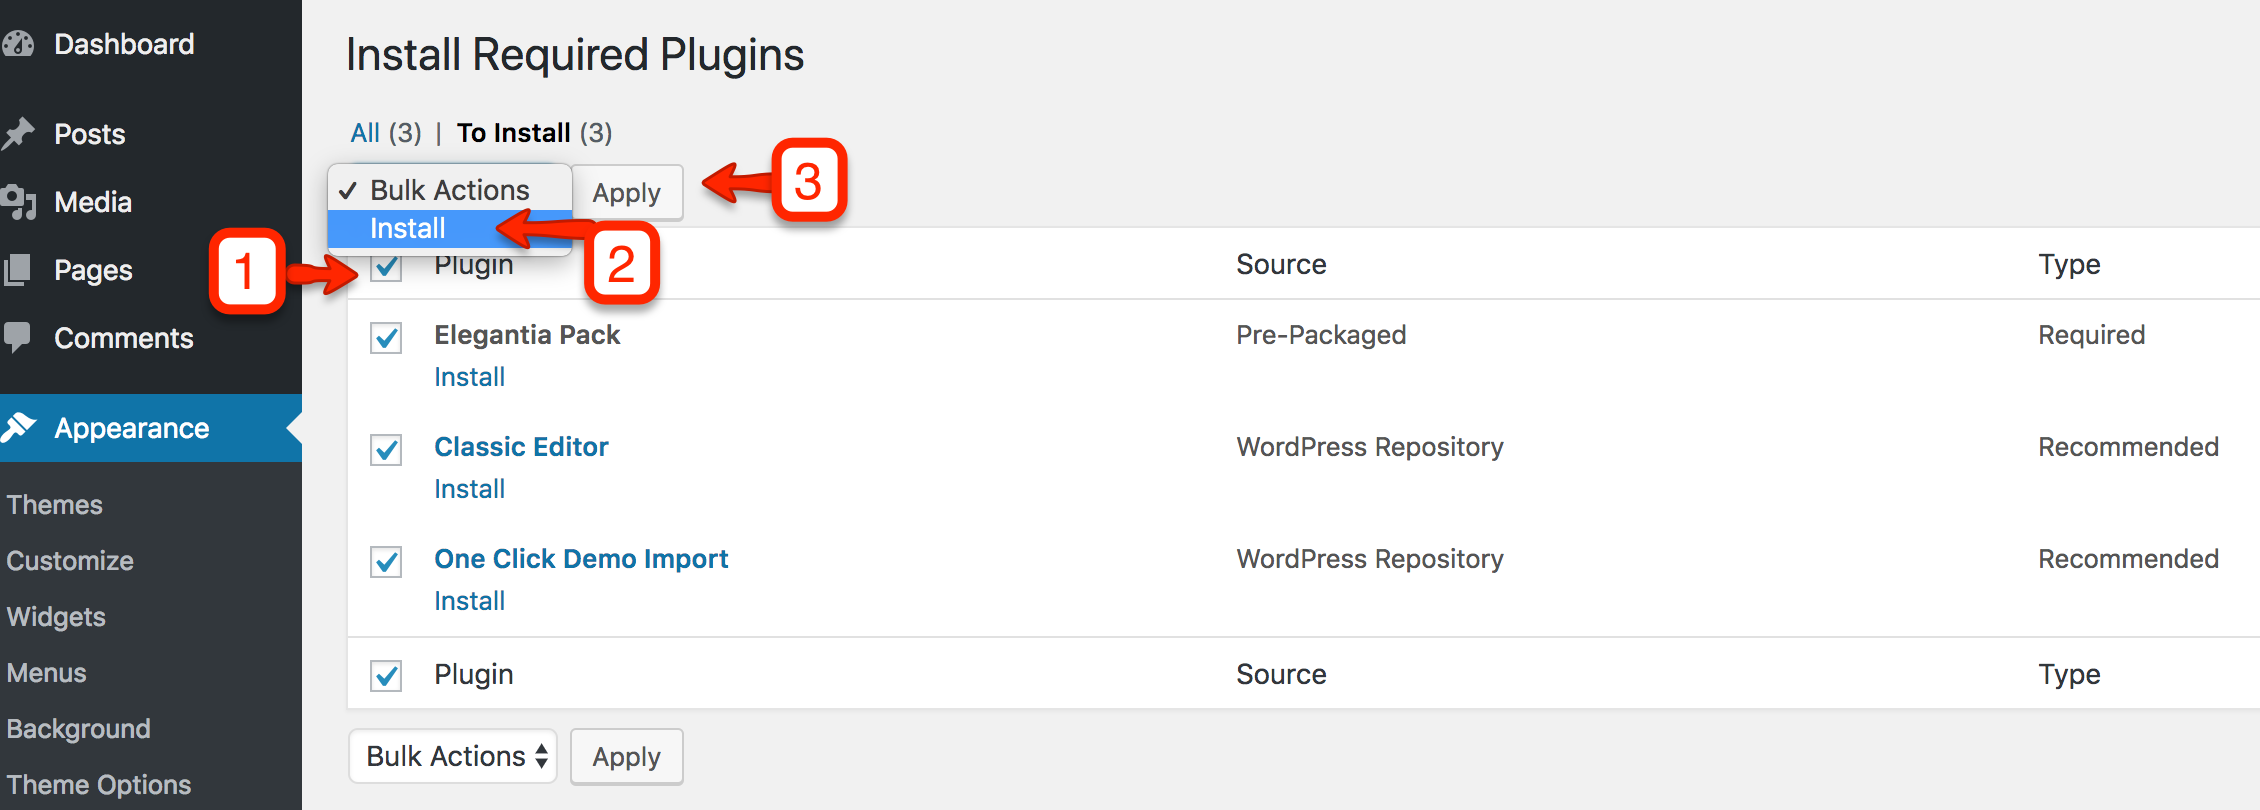 Dashboard
Posts
Media
Pages
Comments
Appearance
Themes
Customize
Widgets
Menus
Background
Theme Options
Install Required Plugins
All (3) | To Install (3)
Bulk Actions
Install
Apply
3
2
1
Plugin Source Type
Elegantia Pack Pre-Packaged Required
Install
Classic Editor WordPress Repository Recommended
Install
One Click Demo Import WordPress Repository Recommended
Install
Plugin Source Type
Bulk Actions Apply